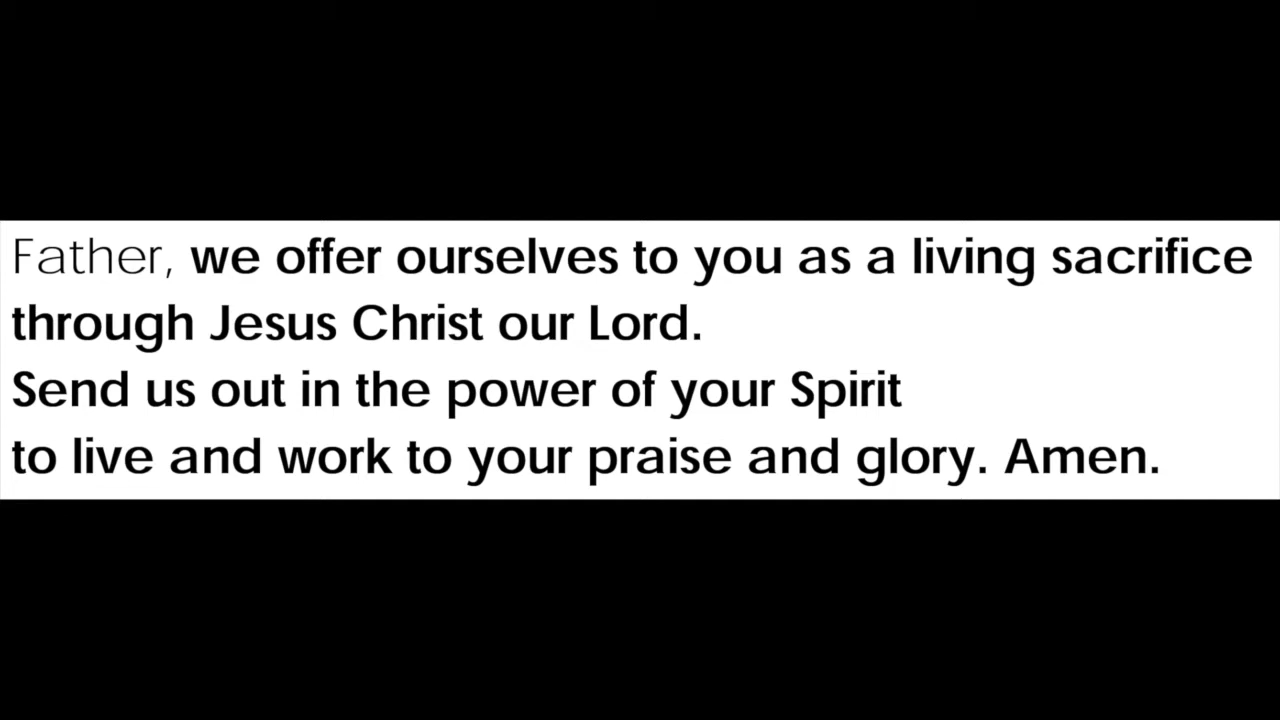 Father, we offer ourselves to you as a living sacrifice
through Jesus Christ our Lord.
Send us out in the power of your Spirit
to live and work to your praise and glory. Amen.